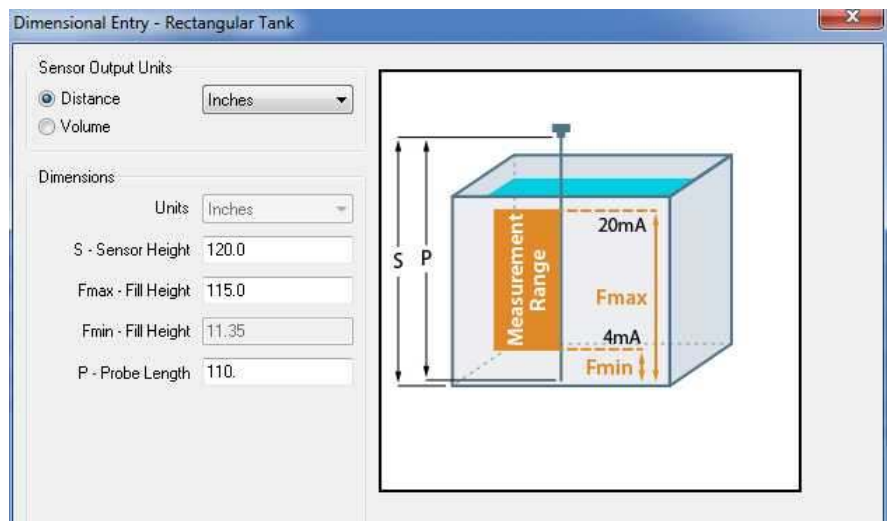 Dimensional Entry - Rectangular Tank
Sensor Output Units
Distance
Inches
Volume
Dimensions
Units
Inches
S - Sensor Height
120.0
Fmax - Fill Height
115.0
Fmin - Fill Height
11.35
P - Probe Length
110.
S
P
Measurement
Range
20mA
Fmax
4mA
Fmin